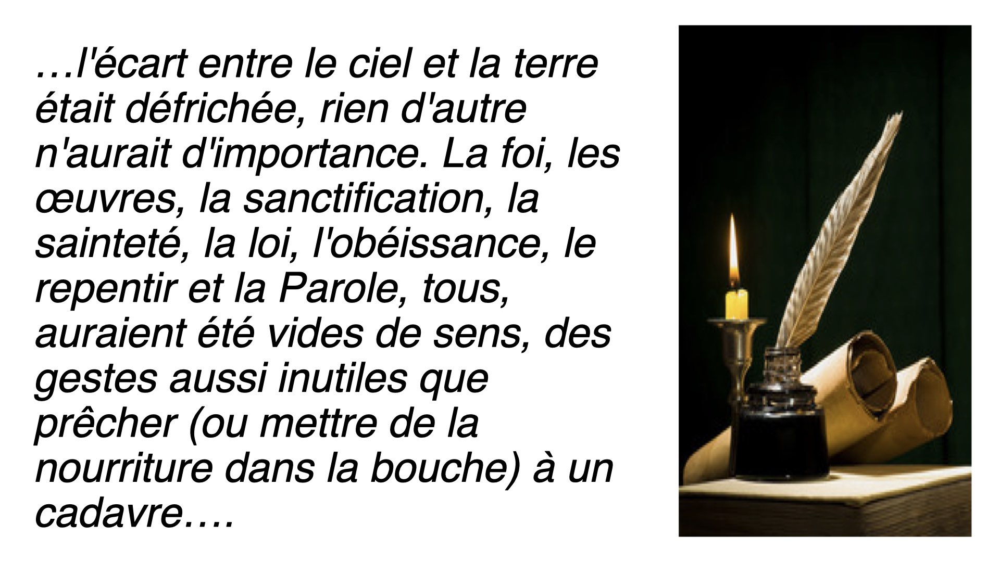 …l'écart entre le ciel et la terre
était défrichée, rien d'autre
n'aurait d'importance. La foi, les
œuvres, la sanctification, la
sainteté, la loi, l'obéissance, le
repentir et la Parole, tous,
auraient été vides de sens, des
gestes aussi inutiles que
prêcher (ou mettre de la
nourriture dans la bouche) à un
cadavre….